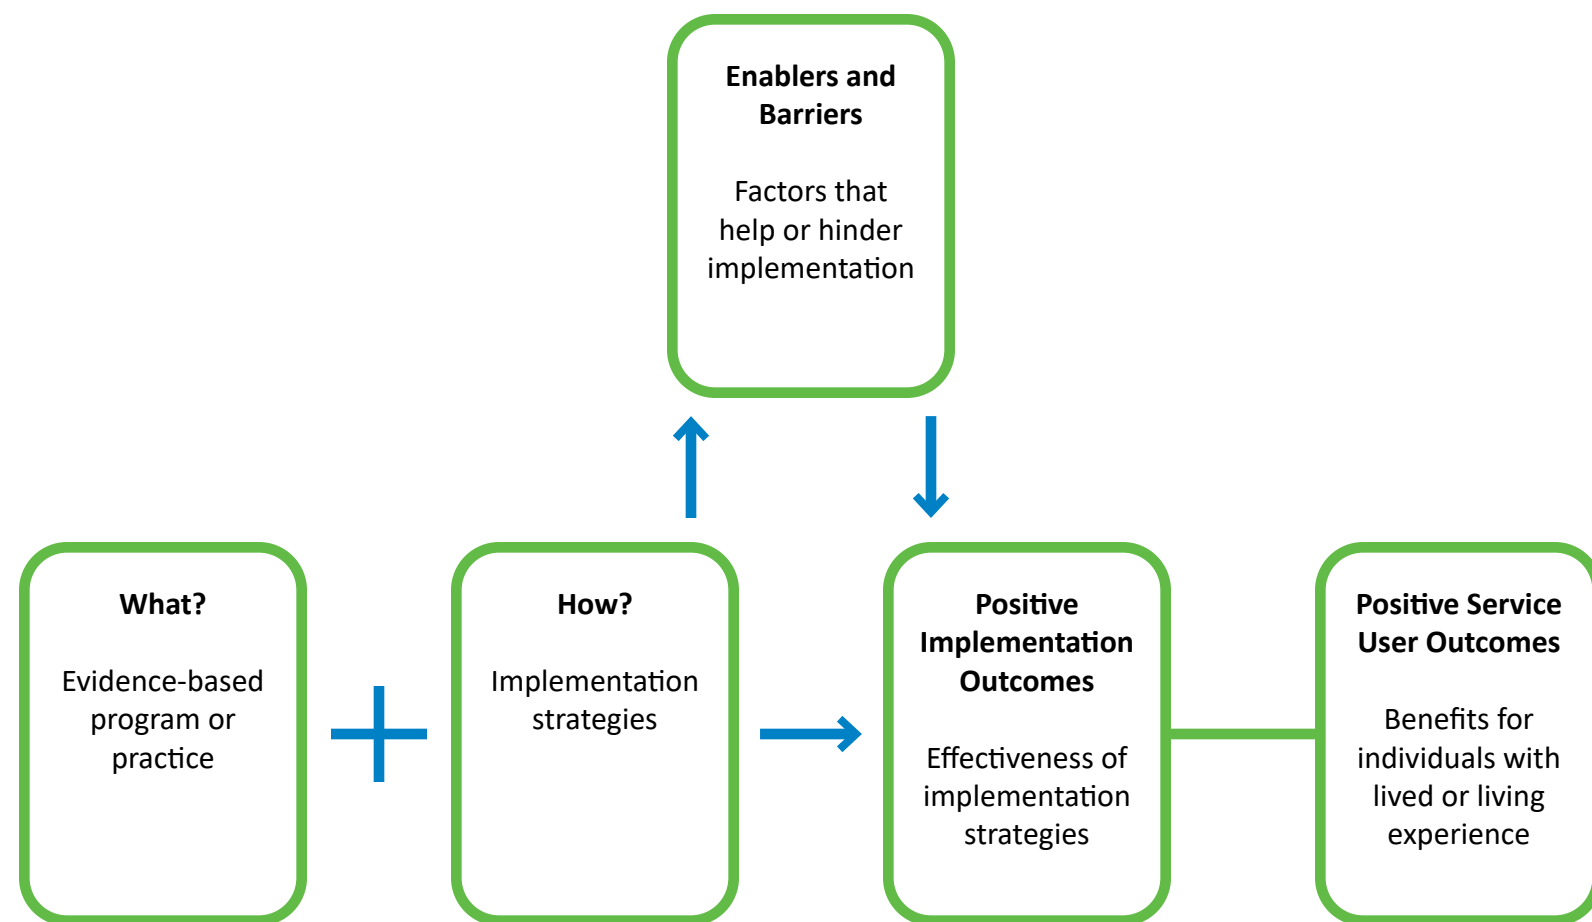 Enablers and
Barriers
Factors that
help or hinder
implementation
What?
Evidence-based
program or
practice
How?
Implementation
strategies
Positive
Implementation
Outcomes
Effectiveness of
implementation
strategies
Positive Service
User Outcomes
Benefits for
individuals with
lived or living
experience